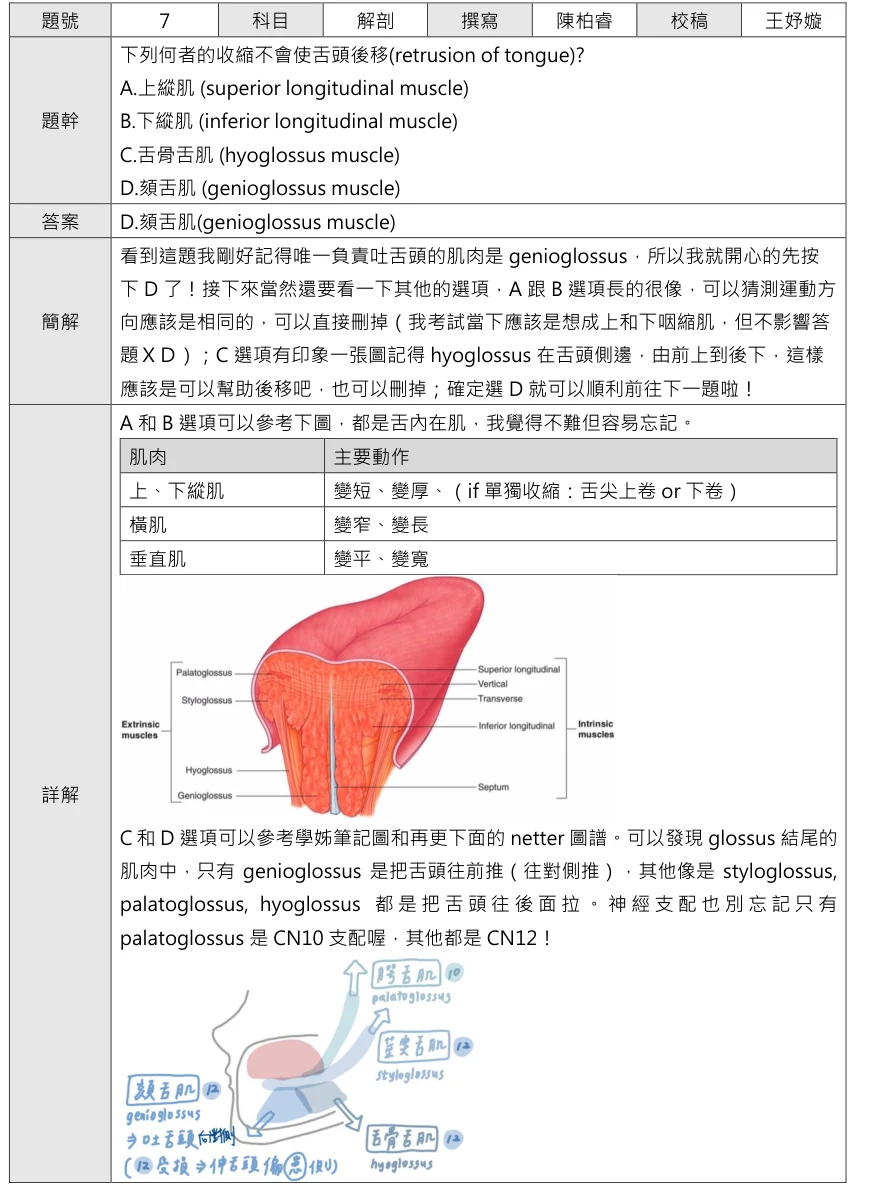 題號 7 科目 解剖 撰寫 陳柏睿 校稿 王妤嫙
題幹
下列何者的收縮不會使舌頭後移(retrusion of tongue)?
A.上縱肌 (superior longitudinal muscle)
B.下縱肌 (inferior longitudinal muscle)
C.舌骨舌肌 (hyoglossus muscle)
D.頦舌肌 (genioglossus muscle)
答案 D.頦舌肌(genioglossus muscle)
簡解
看到這題我剛好記得唯一負責吐舌頭的肌肉是 genioglossus，所以我就開心的先按
下 D 了！接下來當然還要看一下其他的選項，A 跟 B 選項長的很像，可以猜測運動方
向應該是相同的，可以直接刪掉（我考試當下應該是想成上和下咽縮肌，但不影響答
題 X D ）；C 選項有印象一張圖記得 hyoglossus 在舌頭側邊，由前上到後下，這樣
應該是可以幫助後移吧，也可以刪掉；確定選 D 就可以順利前往下一題啦！
詳解
A 和 B 選項可以參考下圖，都是舌內在肌，我覺得不難但容易忘記。
肌肉 主要動作
上、下縱肌 變短、變厚、（if 單獨收縮：舌尖上卷 or 下卷）
橫肌 變窄、變長
垂直肌 變平、變寬
Palatoglossus
Styloglossus
Extrinsic
muscles
Hyoglossus
Genioglossus
Superior longitudinal
Vertical
Transverse
Inferior longitudinal
Intrinsic
muscles
Septum
C 和 D 選項可以參考學姊筆記圖和再更下面的 netter 圖譜。可以發現 glossus 結尾的
肌肉中，只有 genioglossus 是把舌頭往前推（往對側推），其他像是 styloglossus,
palatoglossus, hyoglossus 都是把舌頭往後面拉。神經支配也別忘記只有
palatoglossus 是 CN10 支配喔，其他都是 CN12！
腭舌肌 10
palatoglossus
莖突舌肌 12
styloglossus
頦舌肌 12
genioglossus
⇒吐舌頭向對側
(12 受損⇒伸舌頭偏患側)
舌骨舌肌 12
hyoglossus